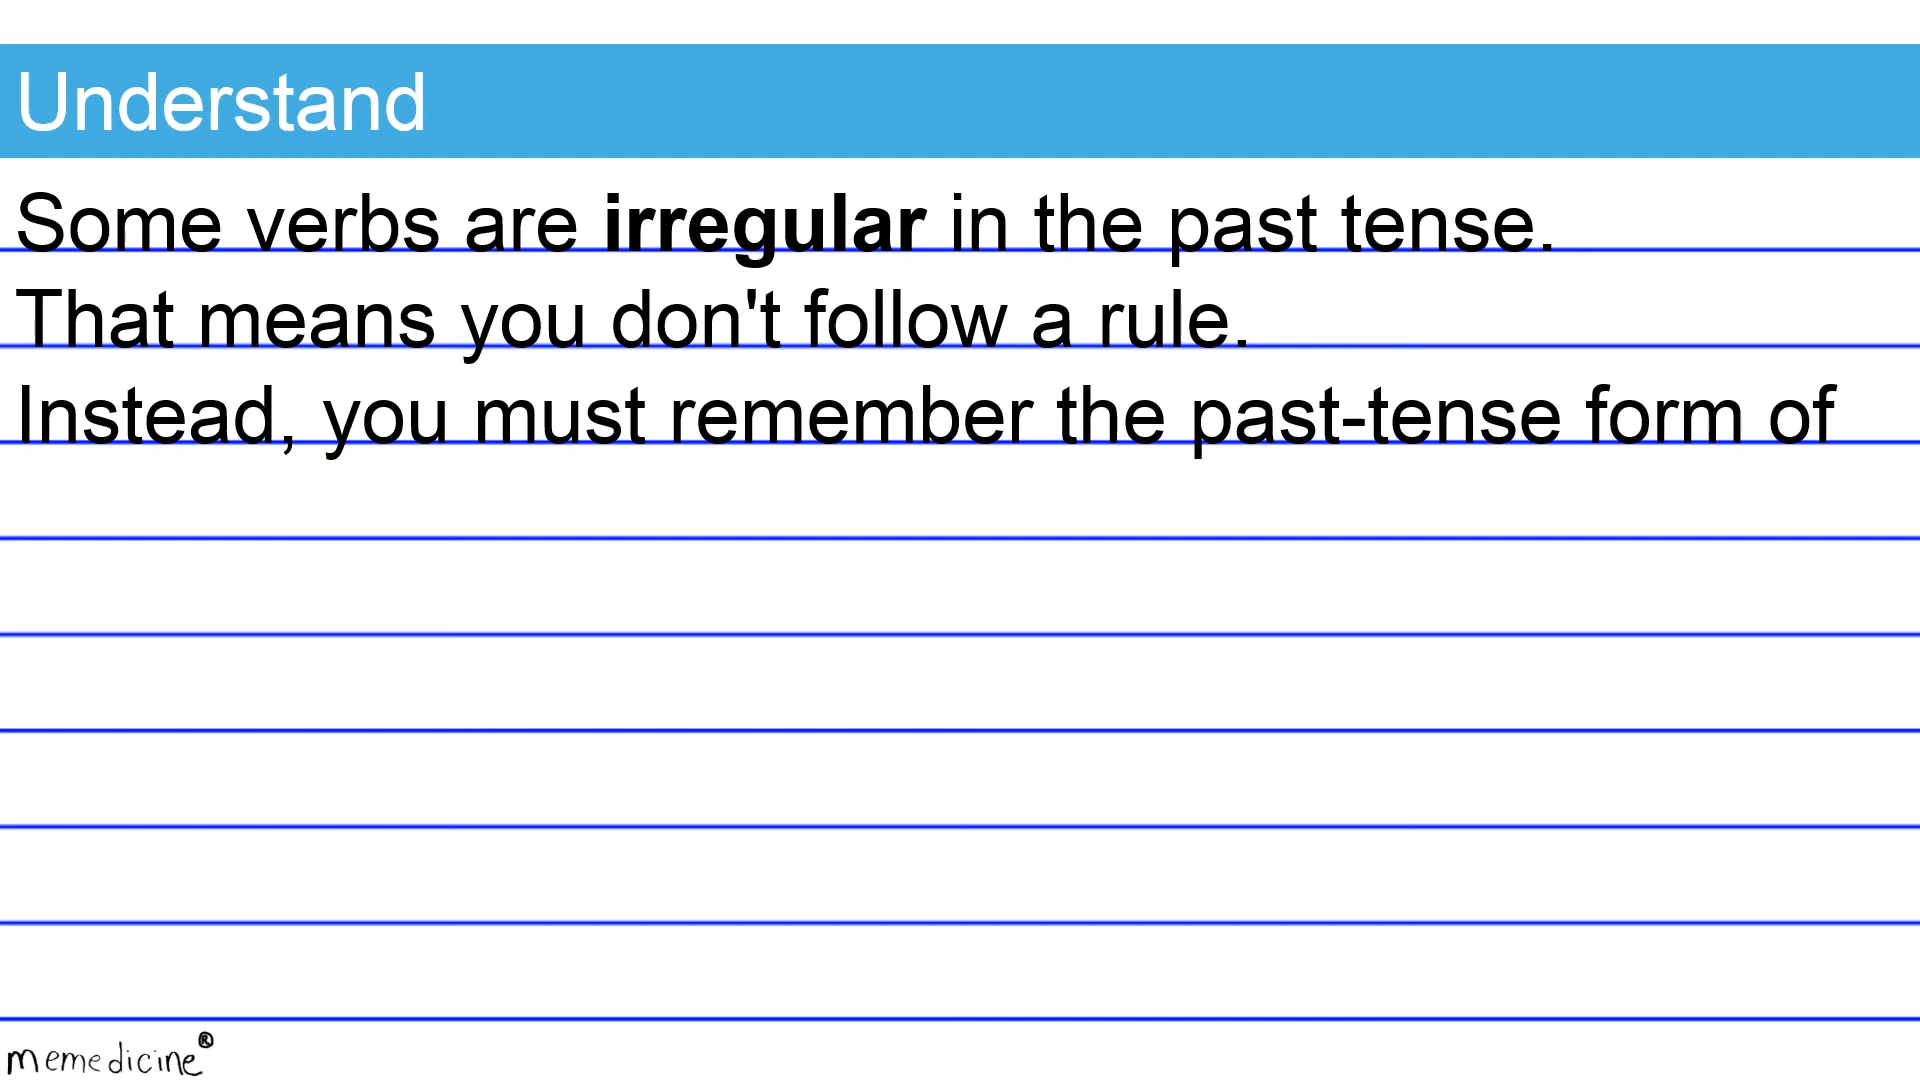 Understand
Some verbs are irregular in the past tense.
That means you don't follow a rule.
Instead, you must remember the past-tense form of
memedicine®